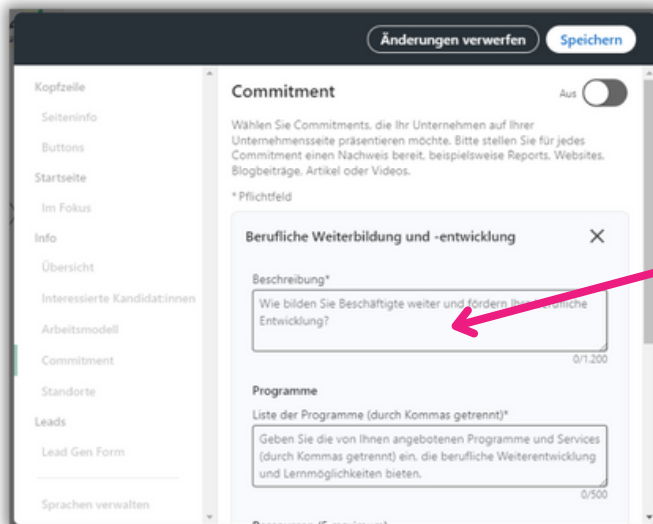 Änderungen verwerfen
Speichern
Kopfzeile
Seiteninfo
Buttons
Startseite
Im Fokus
Info
Übersicht
Interessierte Kandidat:innen
Arbeitsmodell
Commitment
Standorte
Leads
Lead Gen Form
Sprachen verwalten
Commitment
Aus
Wählen Sie Commitments, die Ihr Unternehmen auf Ihrer
Unternehmensseite präsentieren möchte. Bitte stellen Sie für jedes
Commitment einen Nachweis bereit, beispielsweise Reports, Websites,
Blogbeiträge, Artikel oder Videos.
* Pflichtfeld
Berufliche Weiterbildung und -entwicklung
Beschreibung*
Wie bilden Sie Beschäftigte weiter und fördern Ihre berufliche
Entwicklung?
0/1.200
Programme
Liste der Programme (durch Kommas getrennt)*
Geben Sie die von Ihnen angebotenen Programme und Services
(durch Kommas getrennt) ein, die berufliche Weiterentwicklung
und Lernmöglichkeiten bieten.
0/500